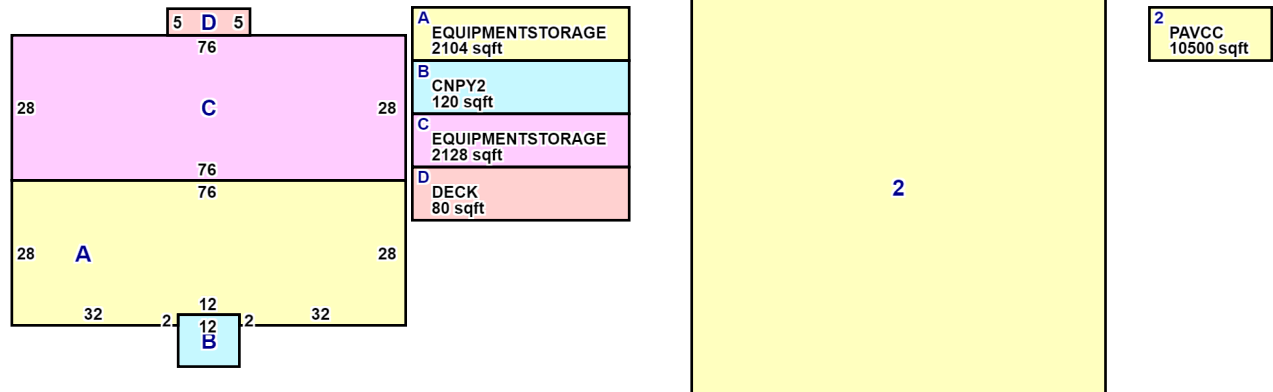 5 D 5
76
28 C 28
76
76
28 A 28
12
32 2 12 2 32
B
A
EQUIPMENTSTORAGE
2104 sqft
B
CNPY2
120 sqft
C
EQUIPMENTSTORAGE
2128 sqft
D
DECK
80 sqft
2
2
PAVCC
10500 sqft